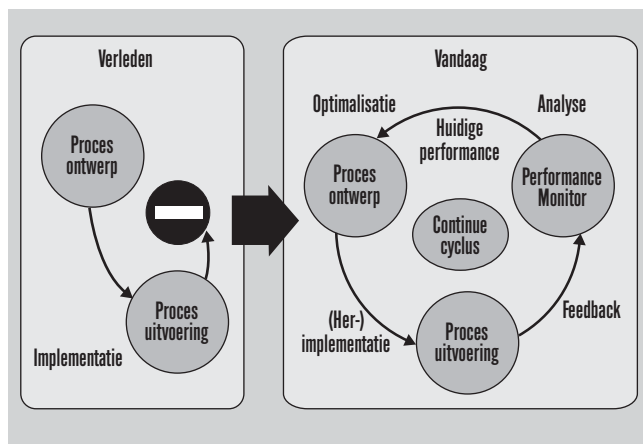 Verleden
Proces
ontwerp
Proces
uitvoering
Implementatie
Vandaag
Optimalisatie
Analyse
Huidige
performance
Proces
ontwerp
Performance
Monitor
Continue
cyclus
(Her-)
implementatie
Proces
uitvoering
Feedback